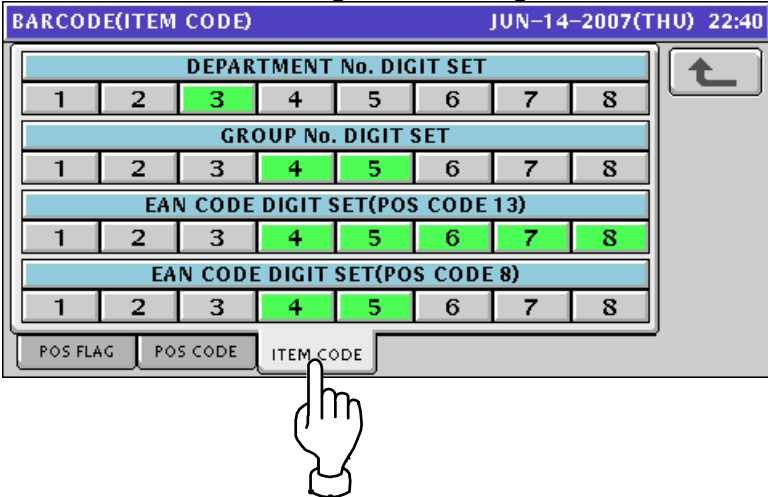 BARCODE(ITEM CODE) JUN-14-2007(THU) 22:40
DEPARTMENT No. DIGIT SET
1 2 3 4 5 6 7 8
GROUP No. DIGIT SET
1 2 3 4 5 6 7 8
EAN CODE DIGIT SET(POS CODE 13)
1 2 3 4 5 6 7 8
EAN CODE DIGIT SET(POS CODE 8)
1 2 3 4 5 6 7 8
POS FLAG POS CODE ITEM CODE